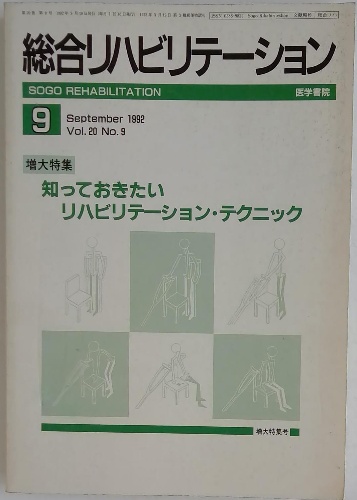 総合リハビリテーション
SOGO REHABILITATION
医学書院
9
September 1992
Vol. 20 No. 9
増大特集
知っておきたい
リハビリテーション・テクニック
増大特集号